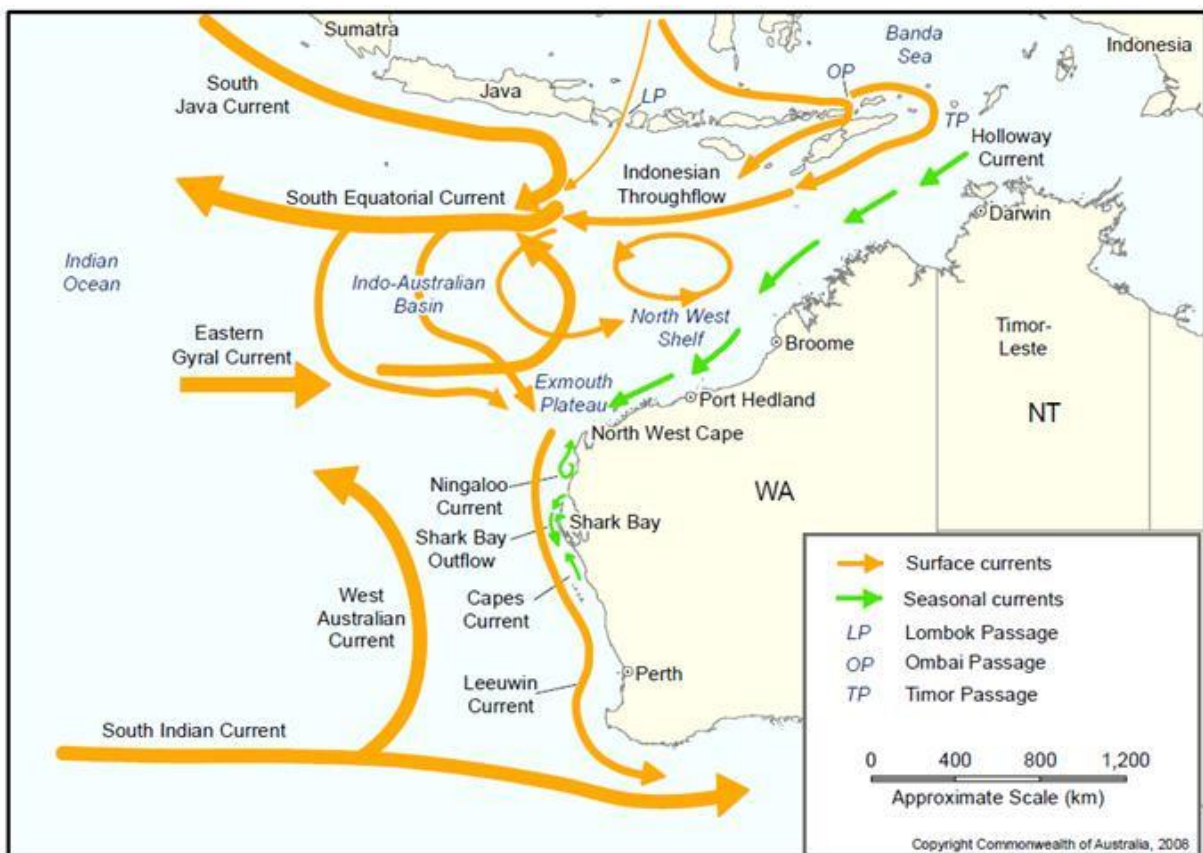 Sumatra
Banda
Sea
Indonesia
OP
South
Java Current
Java
LP
TP
Holloway
Current
Indonesian
Throughflow
South Equatorial Current
Darwin
Indian
Ocean
Indo-Australian
Basin
North West
Shelf
Timor-
Leste
Eastern
Gyral Current
Broome
Exmouth
Plateau
Port Hedland
NT
North West Cape
Ningaloo
Current
WA
Shark Bay
Shark Bay
Outflow
Capes
Current
West
Australian
Current
Perth
Leeuwin
Current
South Indian Current
Surface currents
Seasonal currents
LP Lombok Passage
OP Ombai Passage
TP Timor Passage
0 400 800 1,200
Approximate Scale (km)
Copyright Commonwealth of Australia, 2008